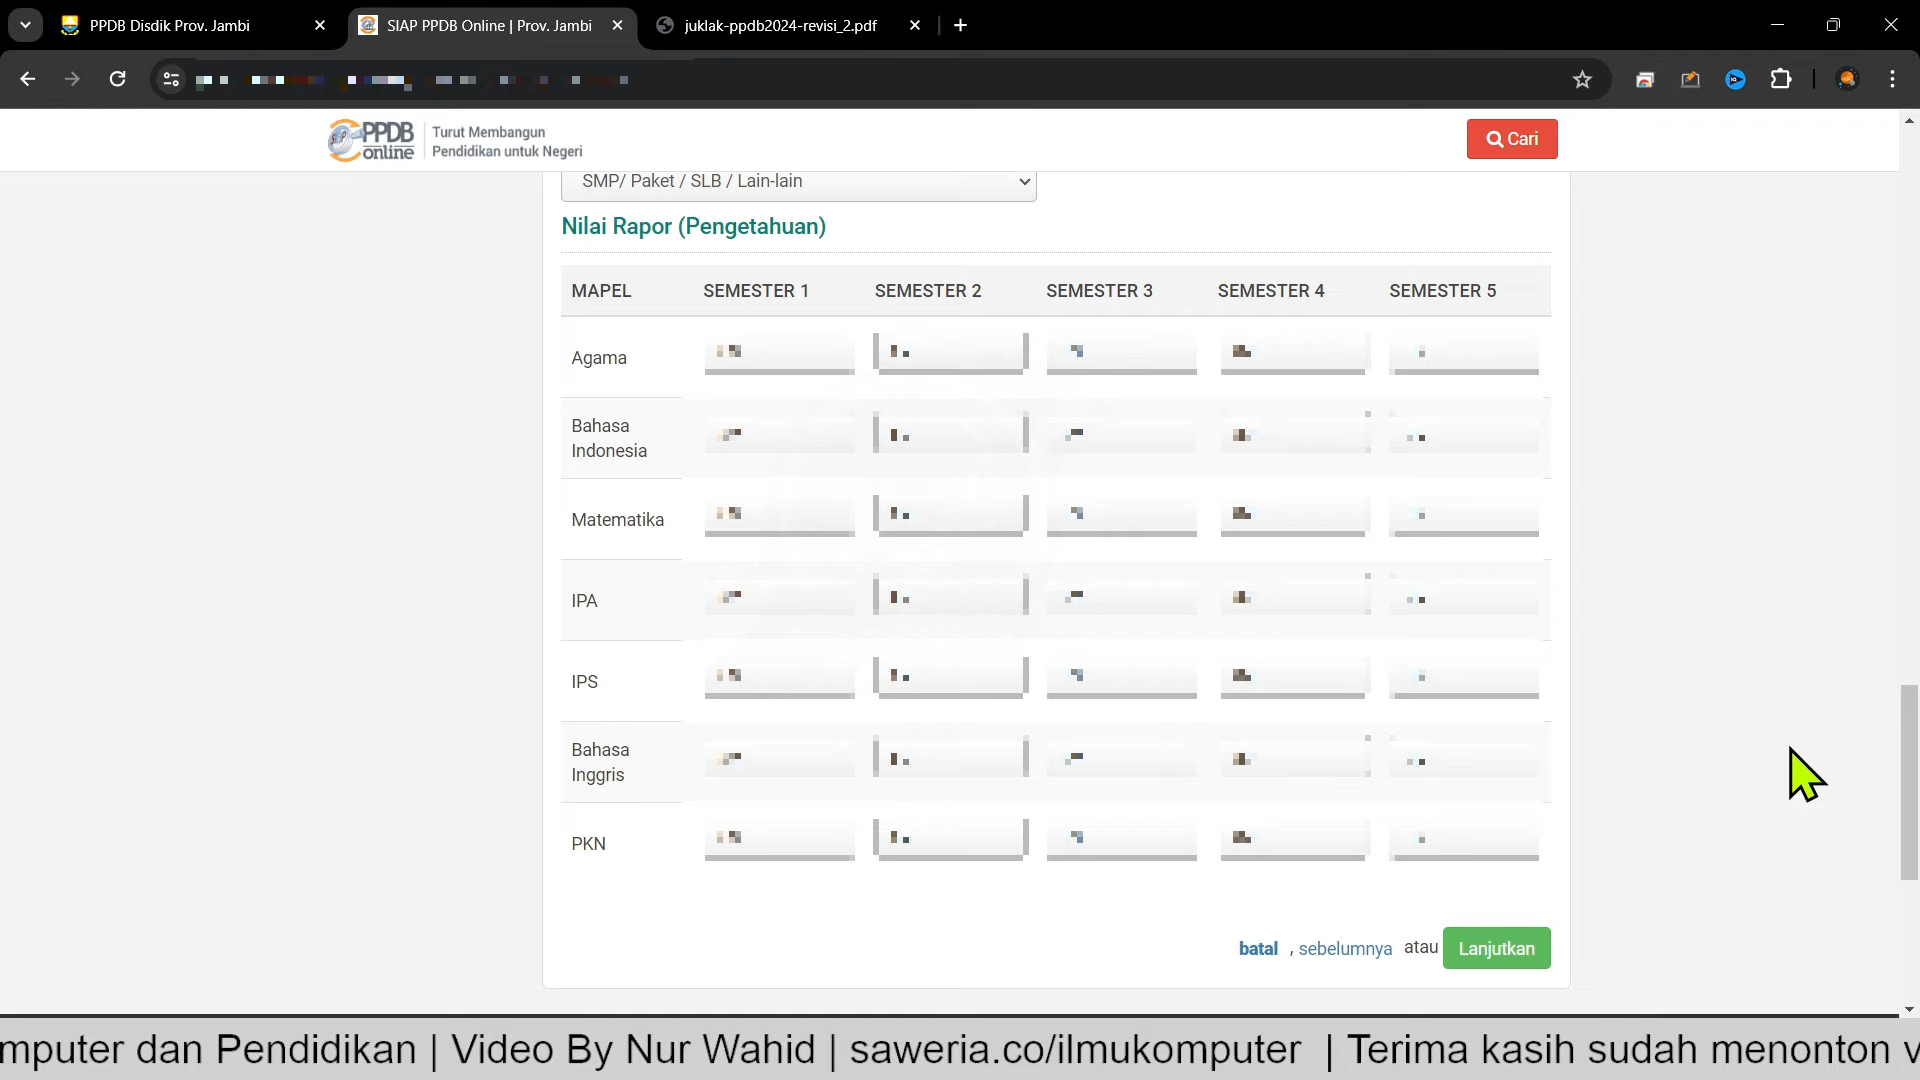 PPDB Disdik Prov. Jambi
SIAP PPDB Online | Prov. Jambi
juklak-ppdb2024-revisi_2.pdf
PPDB online
Turut Membangun
Pendidikan untuk Negeri
Cari
SMP/ Paket / SLB / Lain-lain
Nilai Rapor (Pengetahuan)
MAPEL SEMESTER 1 SEMESTER 2 SEMESTER 3 SEMESTER 4 SEMESTER 5
Agama
Bahasa
Indonesia
Matematika
IPA
IPS
Bahasa
Inggris
PKN
batal , sebelumnya atau Lanjutkan
mputer dan Pendidikan | Video By Nur Wahid | saweria.co/ilmukomputer | Terima kasih sudah menonton v